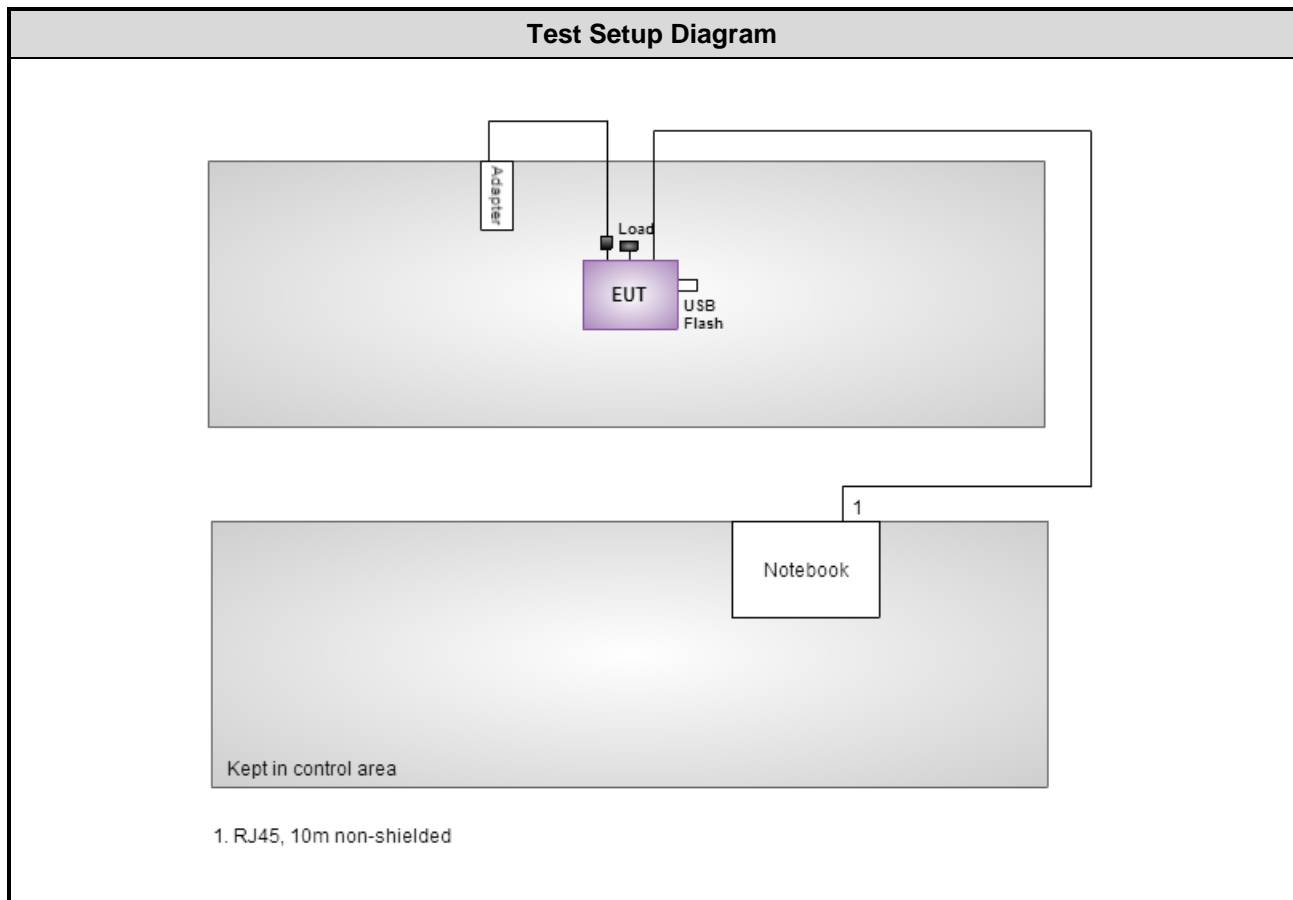 Test Setup Diagram
Adapter
Load
EUT
USB
Flash
1
Notebook
Kept in control area
1. RJ45, 10m non-shielded